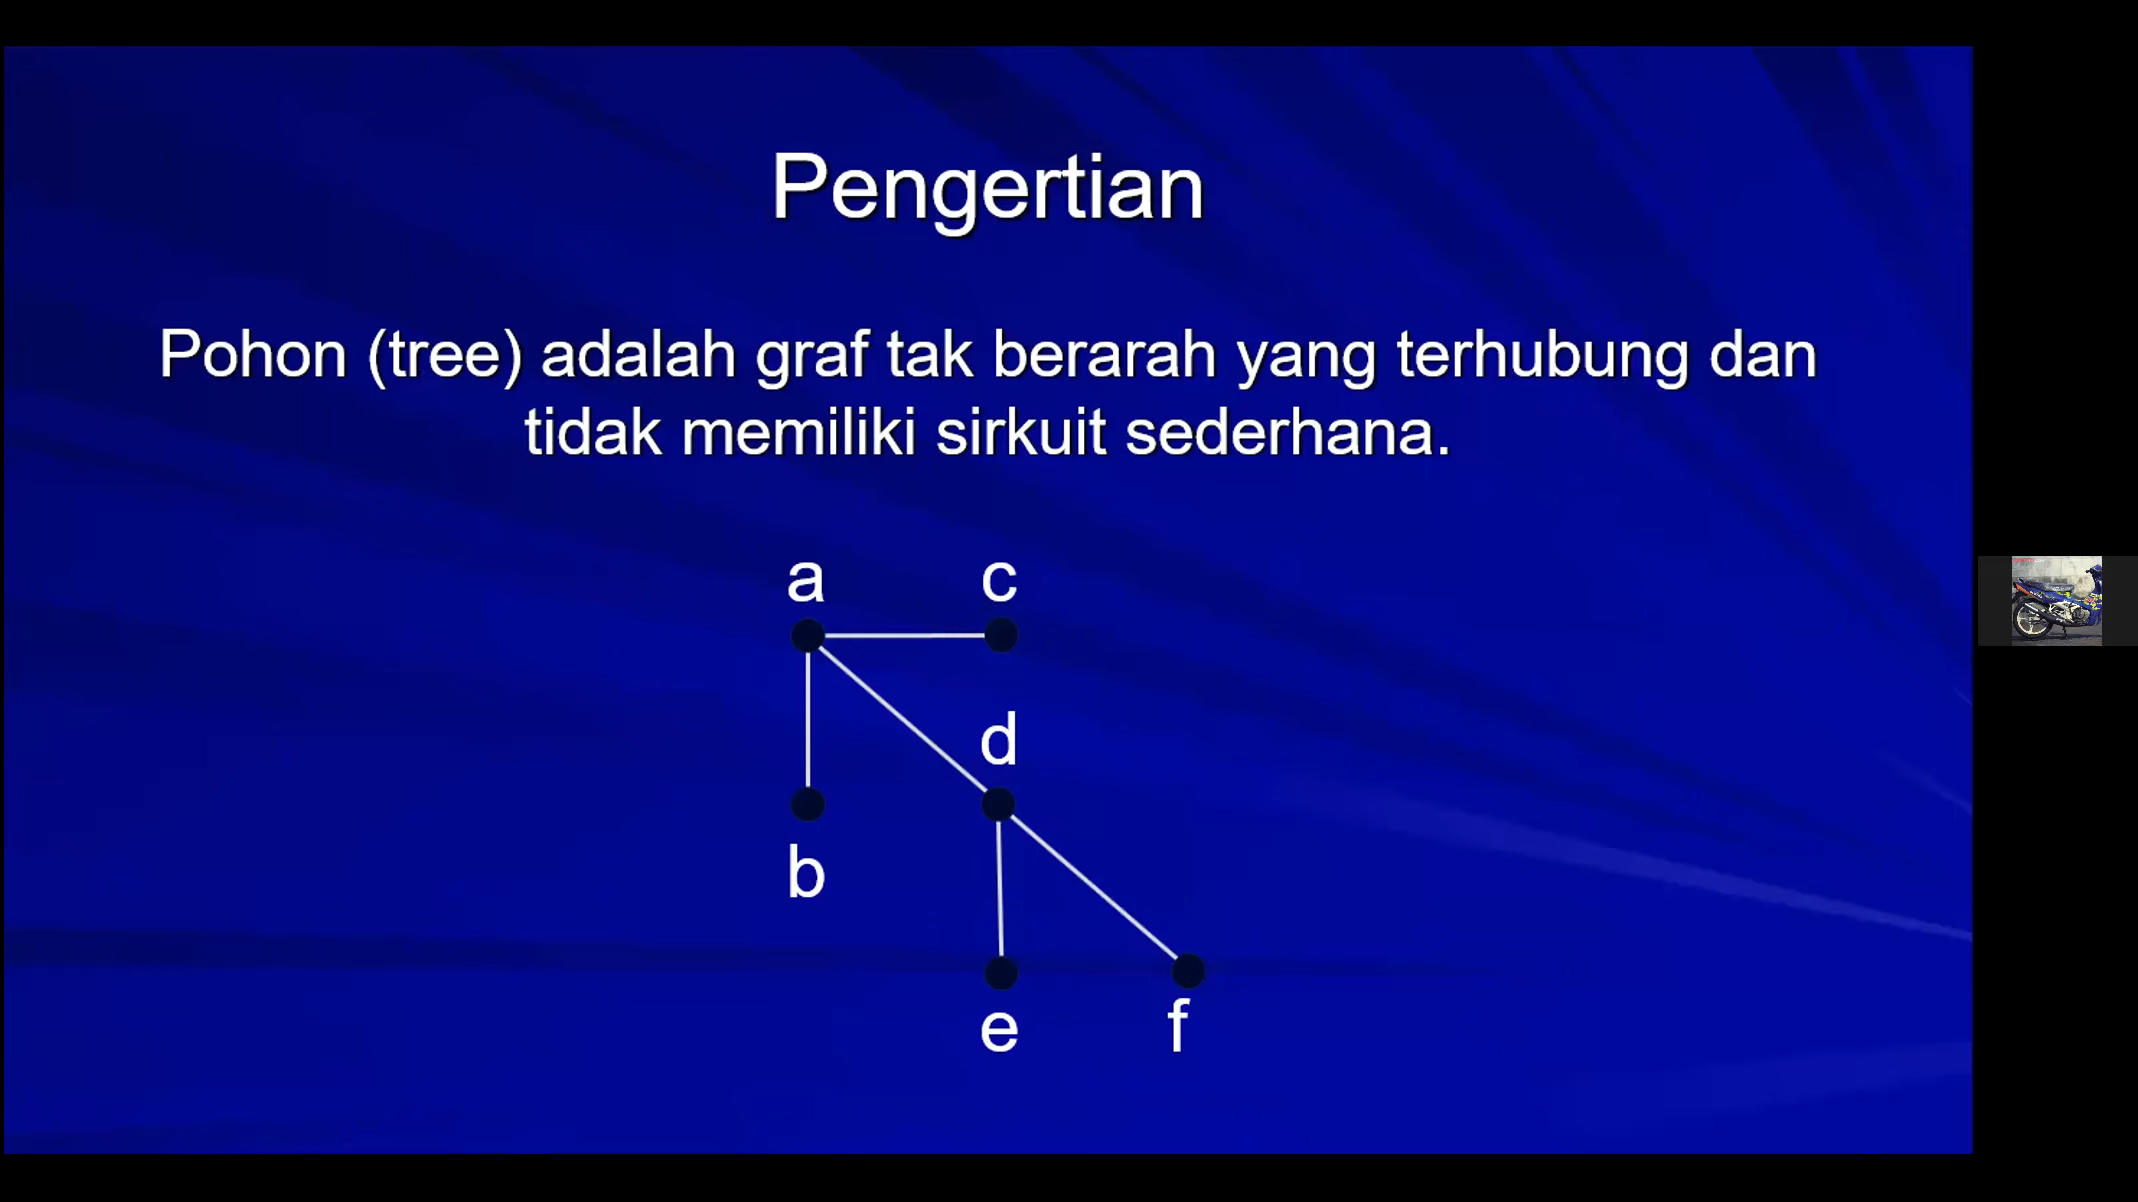 Pengertian
Pohon (tree) adalah graf tak berarah yang terhubung dan
tidak memiliki sirkuit sederhana.
a c
d
b
e f